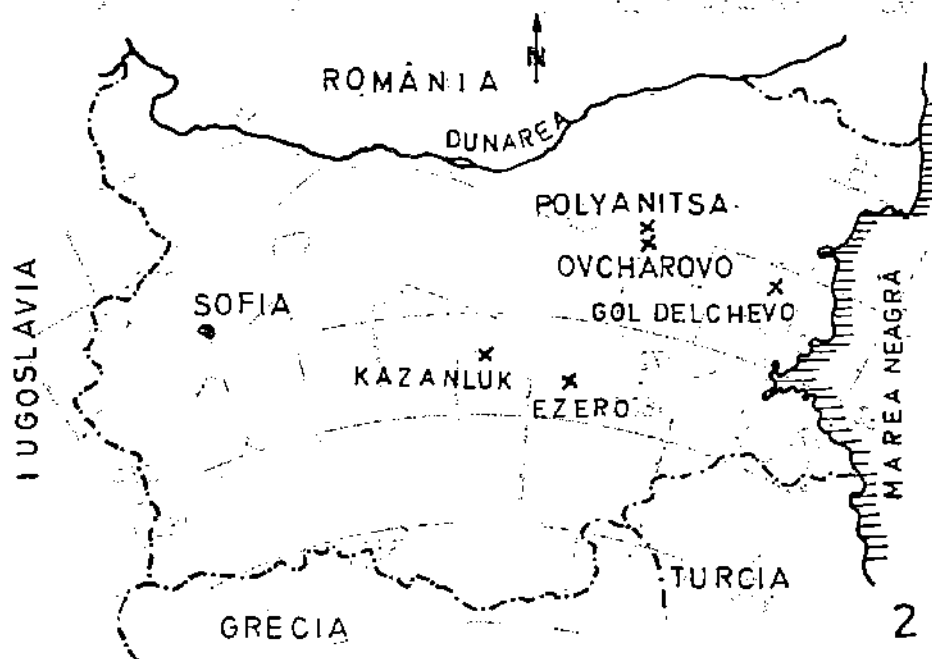 N
ROMÂNIA
DUNAREA
POLYANITSA
OVCHAROVO
GOL DELCHEVO
SOFIA
KAZANLUK
EZERO
IUGOSLAVIA
MAREA NEAGRĂ
TURCIA
GRECIA
2